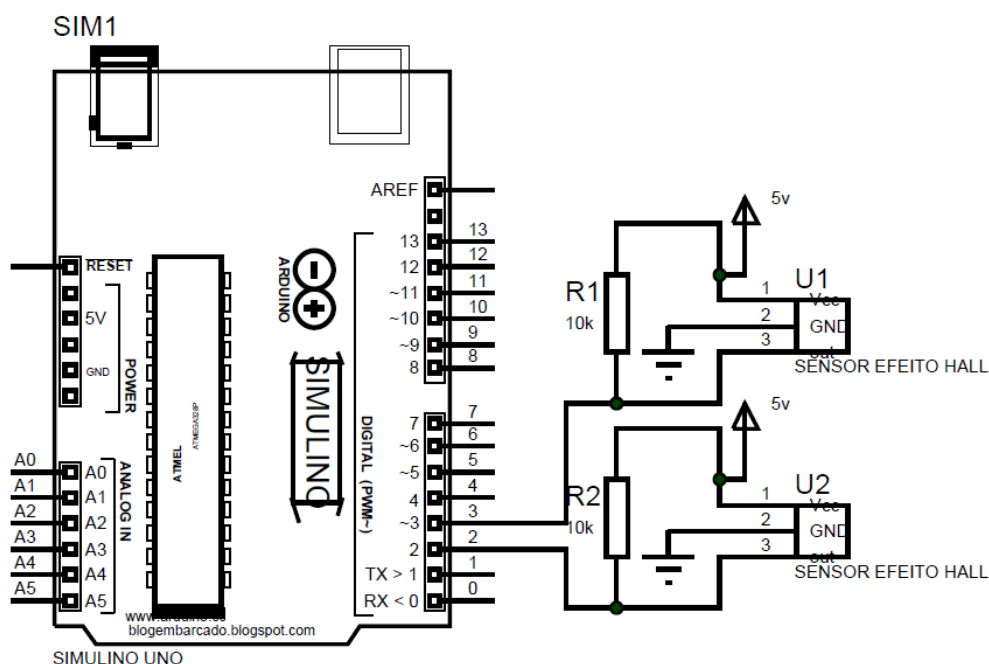 SIM1
AREF
13
12
~11
~10
~9
8
7
~6
~5
4
~3
2
TX > 1
RX < 0
13
12
11
10
9
8
7
6
5
4
3
2
1
0
DIGITAL (PWM~)
ARDUINO
SIMULINO
ATMEL
ATMEGA328P
RESET
5V
GND
POWER
A0
A1
A2
A3
A4
A5
A0
A1
A2
A3
A4
A5
ANALOG IN
www.arduino.cc
blogembarcado.blogspot.com
SIMULINO UNO
5v
R1
10k
U1
1
2
3
Vcc
GND
out
SENSOR EFEITO HALL
5v
R2
10k
U2
1
2
3
Vcc
GND
out
SENSOR EFEITO HALL